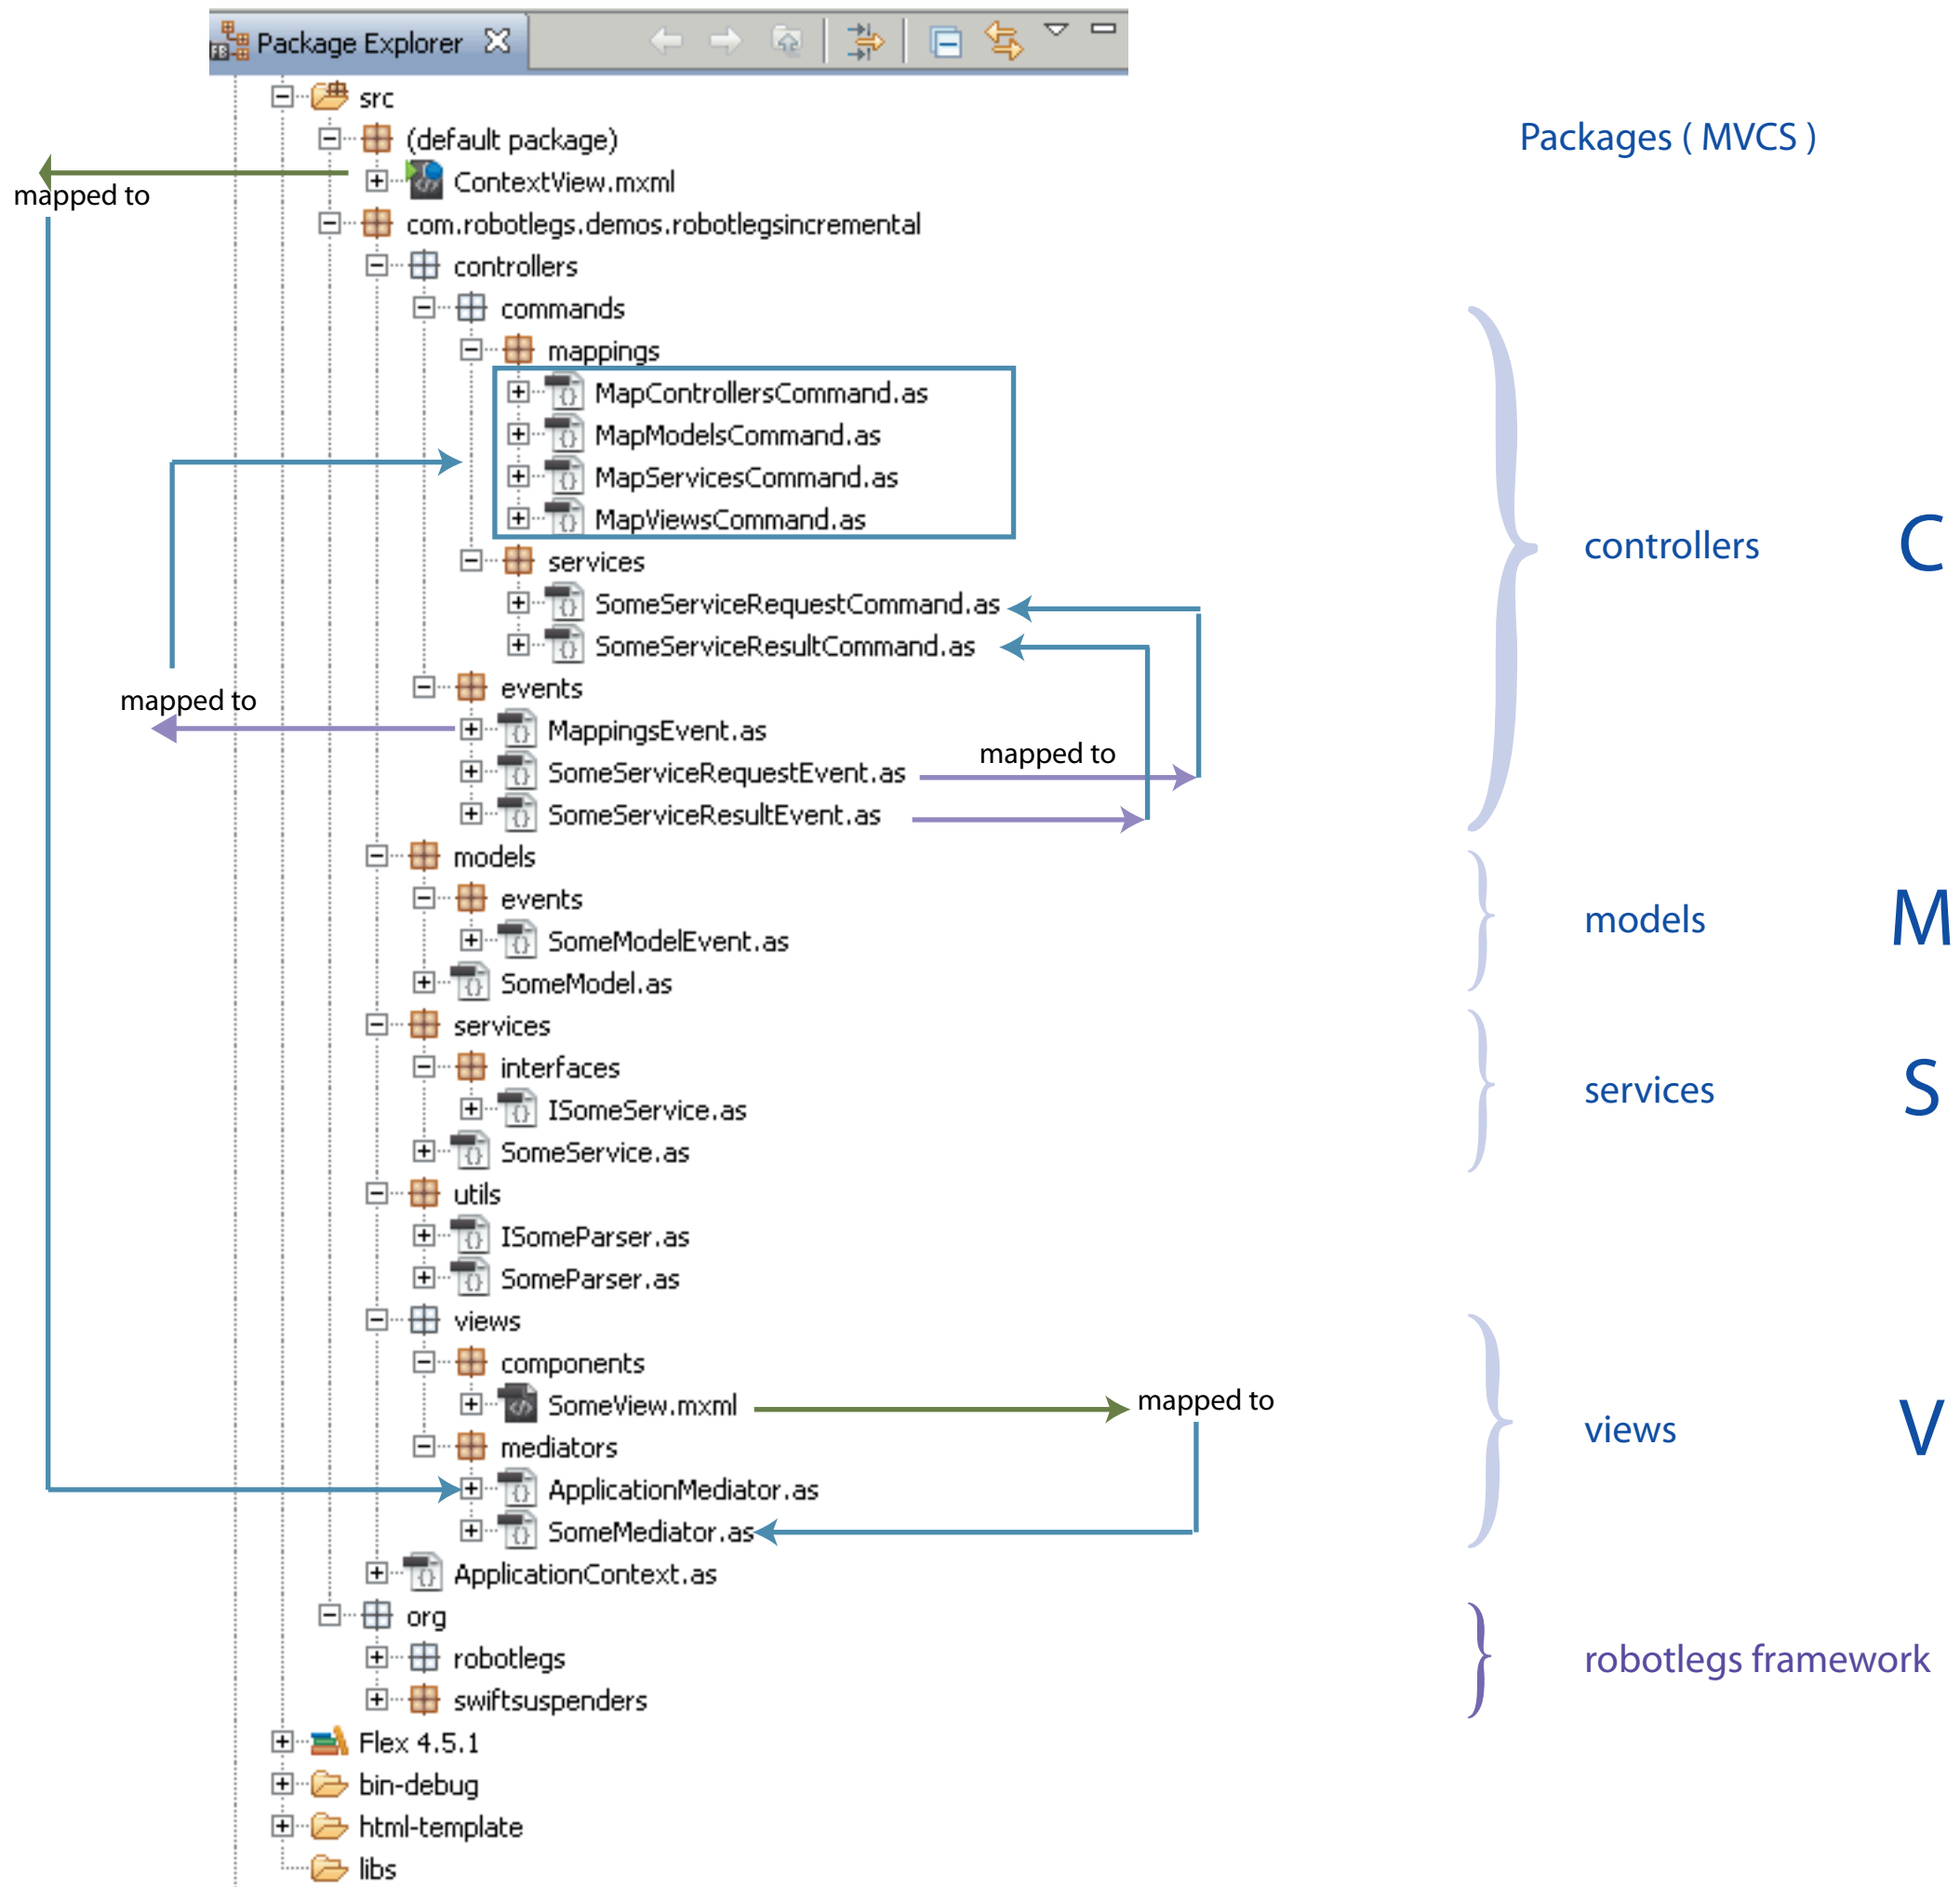 Package Explorer
src
Packages ( MVCS )
(default package)
ContextView.mxml
mapped to
com.robotlegs.demos.robotlegsincremental
controllers
commands
mappings
MapControllersCommand.as
MapModelsCommand.as
MapServicesCommand.as
MapViewsCommand.as
controllers C
services
SomeServiceRequestCommand.as
SomeServiceResultCommand.as
events
mapped to
MappingsEvent.as
mapped to
SomeServiceRequestEvent.as
SomeServiceResultEvent.as
models
events
models M
SomeModelEvent.as
SomeModel.as
services
interfaces
services S
ISomeService.as
SomeService.as
utils
ISomeParser.as
SomeParser.as
views
components
SomeView.mxml
mapped to
views V
mediators
ApplicationMediator.as
SomeMediator.as
ApplicationContext.as
org
robotlegs
robotlegs framework
swiftsuspenders
Flex 4.5.1
bin-debug
html-template
libs